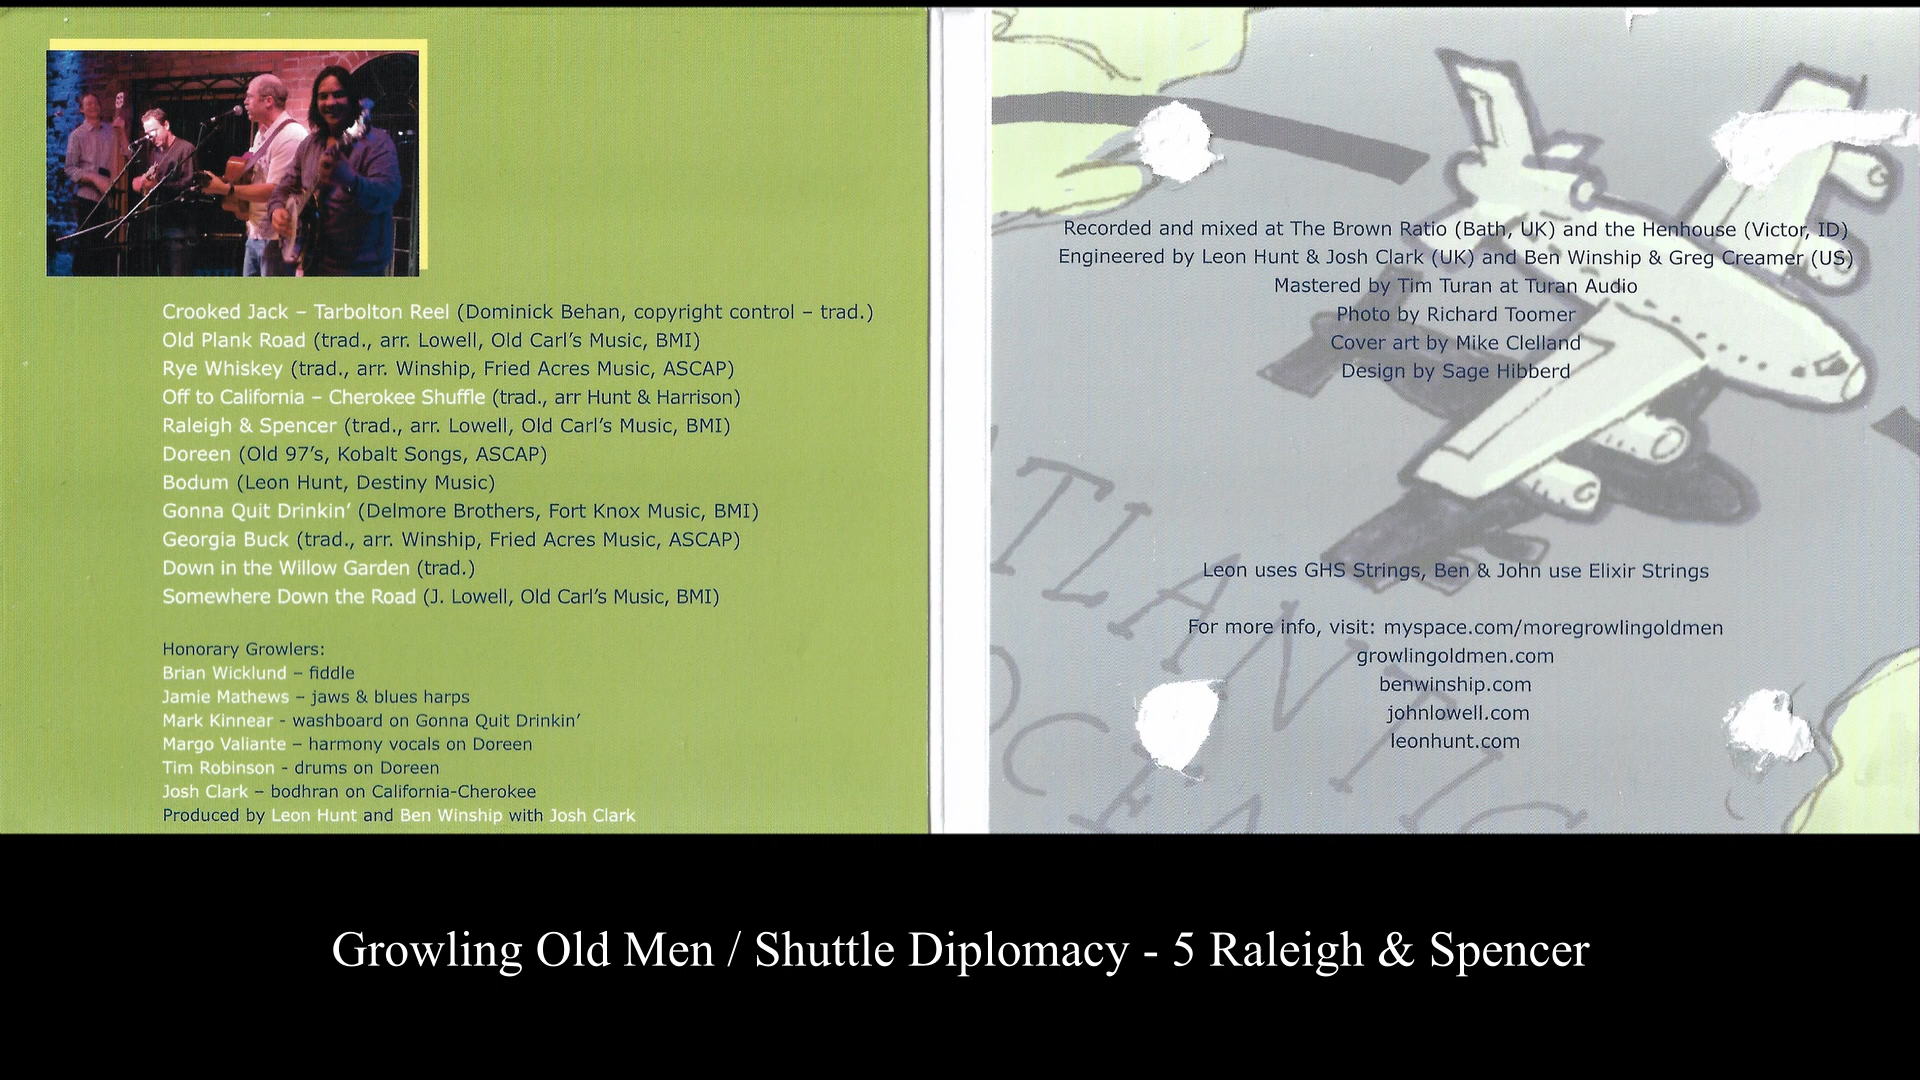 Crooked Jack – Tarbolton Reel (Dominick Behan, copyright control – trad.)
Old Plank Road (trad., arr. Lowell, Old Carl’s Music, BMI)
Rye Whiskey (trad., arr. Winship, Fried Acres Music, ASCAP)
Off to California – Cherokee Shuffle (trad., arr Hunt & Harrison)
Raleigh & Spencer (trad., arr. Lowell, Old Carl’s Music, BMI)
Doreen (Old 97’s, Kobalt Songs, ASCAP)
Bodum (Leon Hunt, Destiny Music)
Gonna Quit Drinkin’ (Delmore Brothers, Fort Knox Music, BMI)
Georgia Buck (trad., arr. Winship, Fried Acres Music, ASCAP)
Down in the Willow Garden (trad.)
Somewhere Down the Road (J. Lowell, Old Carl’s Music, BMI)
Honorary Growlers:
Brian Wicklund – fiddle
Jamie Mathews – jaws & blues harps
Mark Kinnear - washboard on Gonna Quit Drinkin’
Margo Valiante – harmony vocals on Doreen
Tim Robinson - drums on Doreen
Josh Clark – bodhran on California-Cherokee
Produced by Leon Hunt and Ben Winship with Josh Clark
Recorded and mixed at The Brown Ratio (Bath, UK) and the Henhouse (Victor, ID)
Engineered by Leon Hunt & Josh Clark (UK) and Ben Winship & Greg Creamer (US)
Mastered by Tim Turan at Turan Audio
Photo by Richard Toomer
Cover art by Mike Clelland
Design by Sage Hibberd
Leon uses GHS Strings, Ben & John use Elixir Strings
For more info, visit: myspace.com/moregrowlingoldmen
growlingoldmen.com
benwinship.com
johnlowell.com
leonhunt.com
TLANTIC
OCEA
Growling Old Men / Shuttle Diplomacy - 5 Raleigh & Spencer